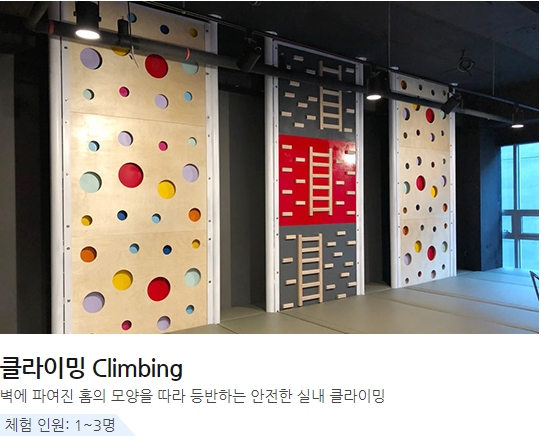 클라이밍 Climbing
벽에 파여진 홈의 모양을 따라 등반하는 안전한 실내 클라이밍
체험 인원: 1~3명